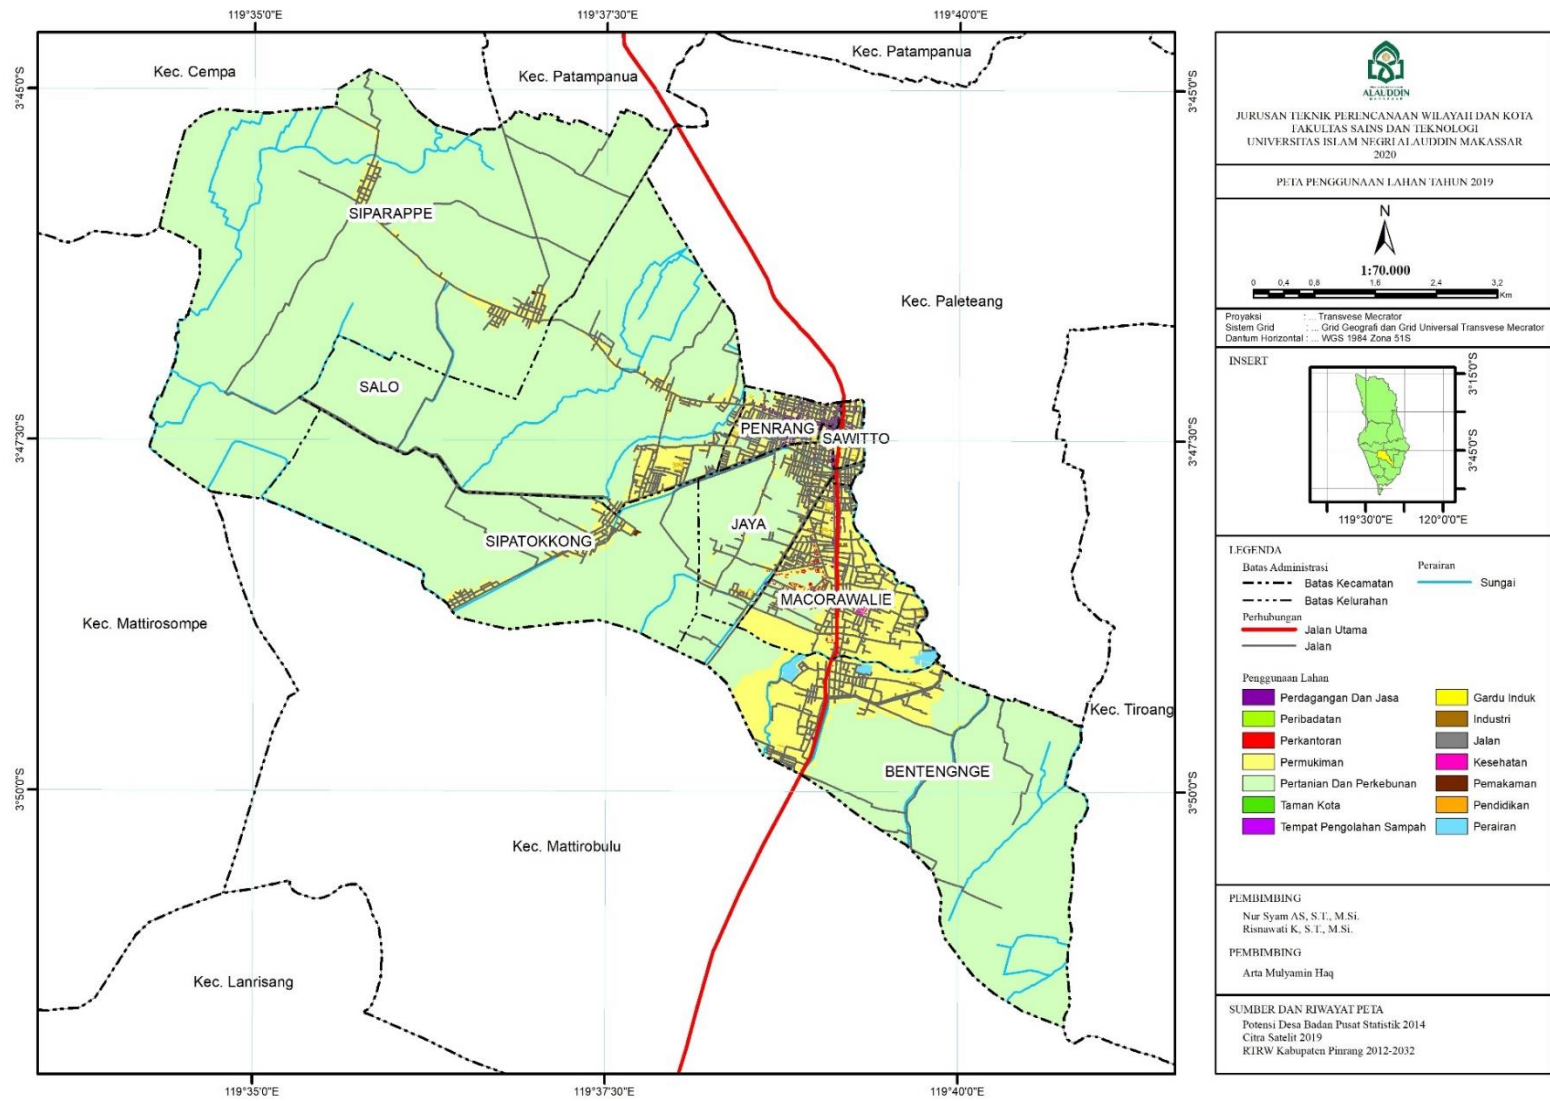 119°35'0"E
119°37'30"E
119°40'0"E
3°45'0"S
3°47'30"S
3°50'0"S
Kec. Cempa
Kec. Patampanua
Kec. Patampanua
SIPARAPPE
Kec. Paleteang
SALO
PENRANG
SAWITTO
JAYA
SIPATOKKONG
MACORAWALIE
Kec. Mattirosompe
Kec. Tiroang
BENTENGNGE
Kec. Mattirobulu
Kec. Lanrisang
3°45'0"S
3°47'30"S
3°50'0"S
119°35'0"E
119°37'30"E
119°40'0"E
ALAUDDIN
JURUSAN TEKNIK PERENCANAAN WILAYAH DAN KOTA
FAKULTAS SAINS DAN TEKNOLOGI
UNIVERSITAS ISLAM NEGRI ALAUDDIN MAKASSAR
2020
PETA PENGGUNAAN LAHAN TAHUN 2019
N
1:70.000
0 0,4 0,8 1,6 2,4 3,2
Km
Proyaksi : ... Transvese Mecrator
Sistem Grid : ... Grid Geografi dan Grid Universal Transvese Mecrator
Dantum Horizontal : ... WGS 1984 Zona 51S
INSERT
3°15'0"S
3°45'0"S
119°30'0"E
120°0'0"E
LEGENDA
Batas Administrasi
Batas Kecamatan
Batas Kelurahan
Perairan
Sungai
Perhubungan
Jalan Utama
Jalan
Penggunaan Lahan
Perdagangan Dan Jasa
Peribadatan
Perkantoran
Permukiman
Pertanian Dan Perkebunan
Taman Kota
Tempat Pengolahan Sampah
Gardu Induk
Industri
Jalan
Kesehatan
Pemakaman
Pendidikan
Perairan
PEMBIMBING
Nur Syam AS, S.T., M.Si.
Risnawati K, S.T., M.Si.
PEMBIMBING
Arta Mulyamin Haq
SUMBER DAN RIWAYAT PETA
Potensi Desa Badan Pusat Statistik 2014
Citra Satelit 2019
RTRW Kabupaten Pinrang 2012-2032